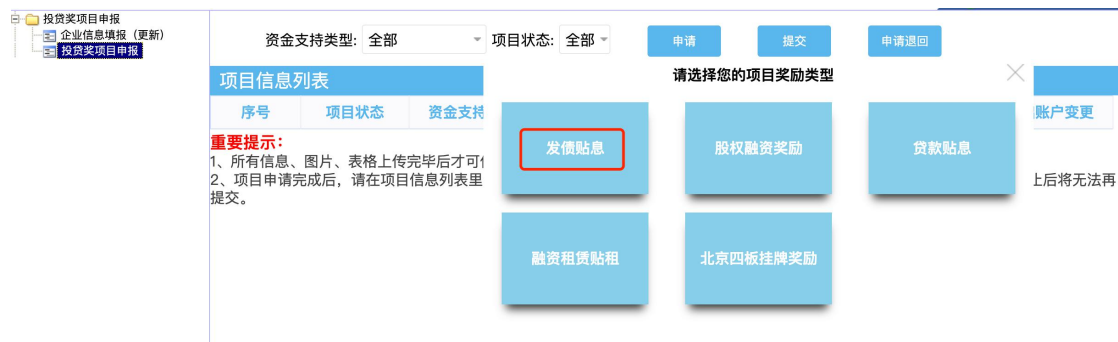 投贷奖项目申报
企业信息填报（更新）
投贷奖项目申报
资金支持类型: 全部 项目状态: 全部 申请 提交 申请退回
项目信息列表
请选择您的项目奖励类型
序号 项目状态 资金支持 账户变更
重要提示：
1、所有信息、图片、表格上传完毕后才可
2、项目申请完成后，请在项目信息列表里 后将无法再
提交。
发债贴息 股权融资奖励 贷款贴息
融资租赁贴租 北京四板挂牌奖励